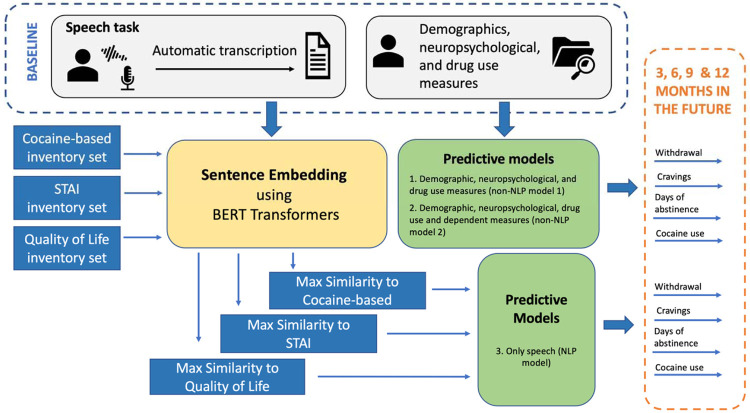 BASELINE
Speech task
Automatic transcription
Demographics,
neuropsychological,
and drug use
measures
3, 6, 9 & 12
MONTHS IN
THE FUTURE
Cocaine-based
inventory set
STAI
inventory set
Quality of Life
inventory set
Sentence Embedding
using
BERT Transformers
Predictive models
1. Demographic, neuropsychological, and
drug use measures (non-NLP model 1)
2. Demographic, neuropsychological, drug
use and dependent measures (non-NLP
model 2)
Withdrawal
Cravings
Days of
abstinence
Cocaine use
Max Similarity to
Cocaine-based
Max Similarity to
STAI
Max Similarity to
Quality of Life
Predictive
Models
3. Only speech (NLP
model)
Withdrawal
Cravings
Days of
abstinence
Cocaine use